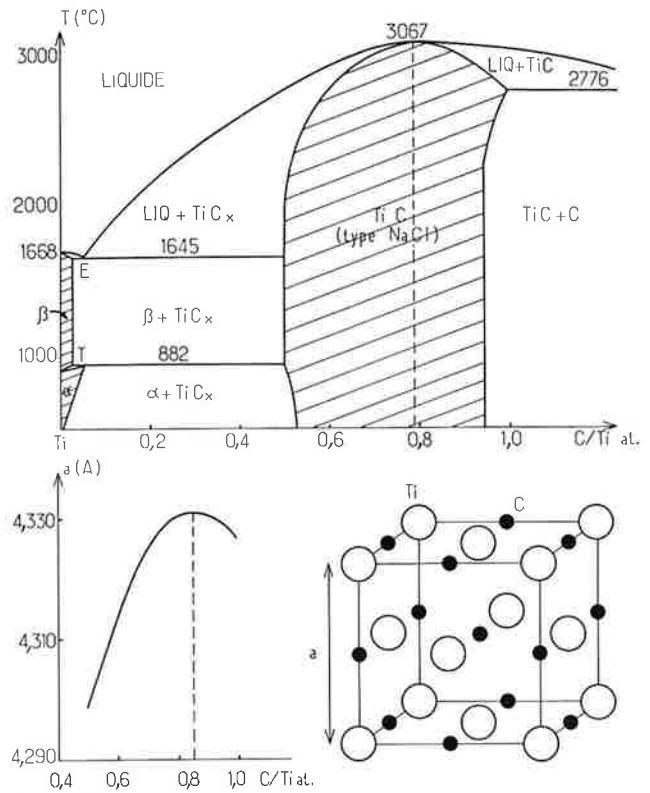 T (°C)
3067
3000
LIQUIDE
LIQ+TiC
2776
2000
LIQ + TiCx
Ti C
(type NaCl)
TiC+C
1668
1645
E
β
β + TiCx
1000
T
882
α
α + TiCx
Ti
0,2
0,4
0,6
0,8
1,0
C/Ti at.
a (A)
4,330
4,310
4,290
0,4
0,6
0,8
1,0
C/Ti at.
Ti
C
a